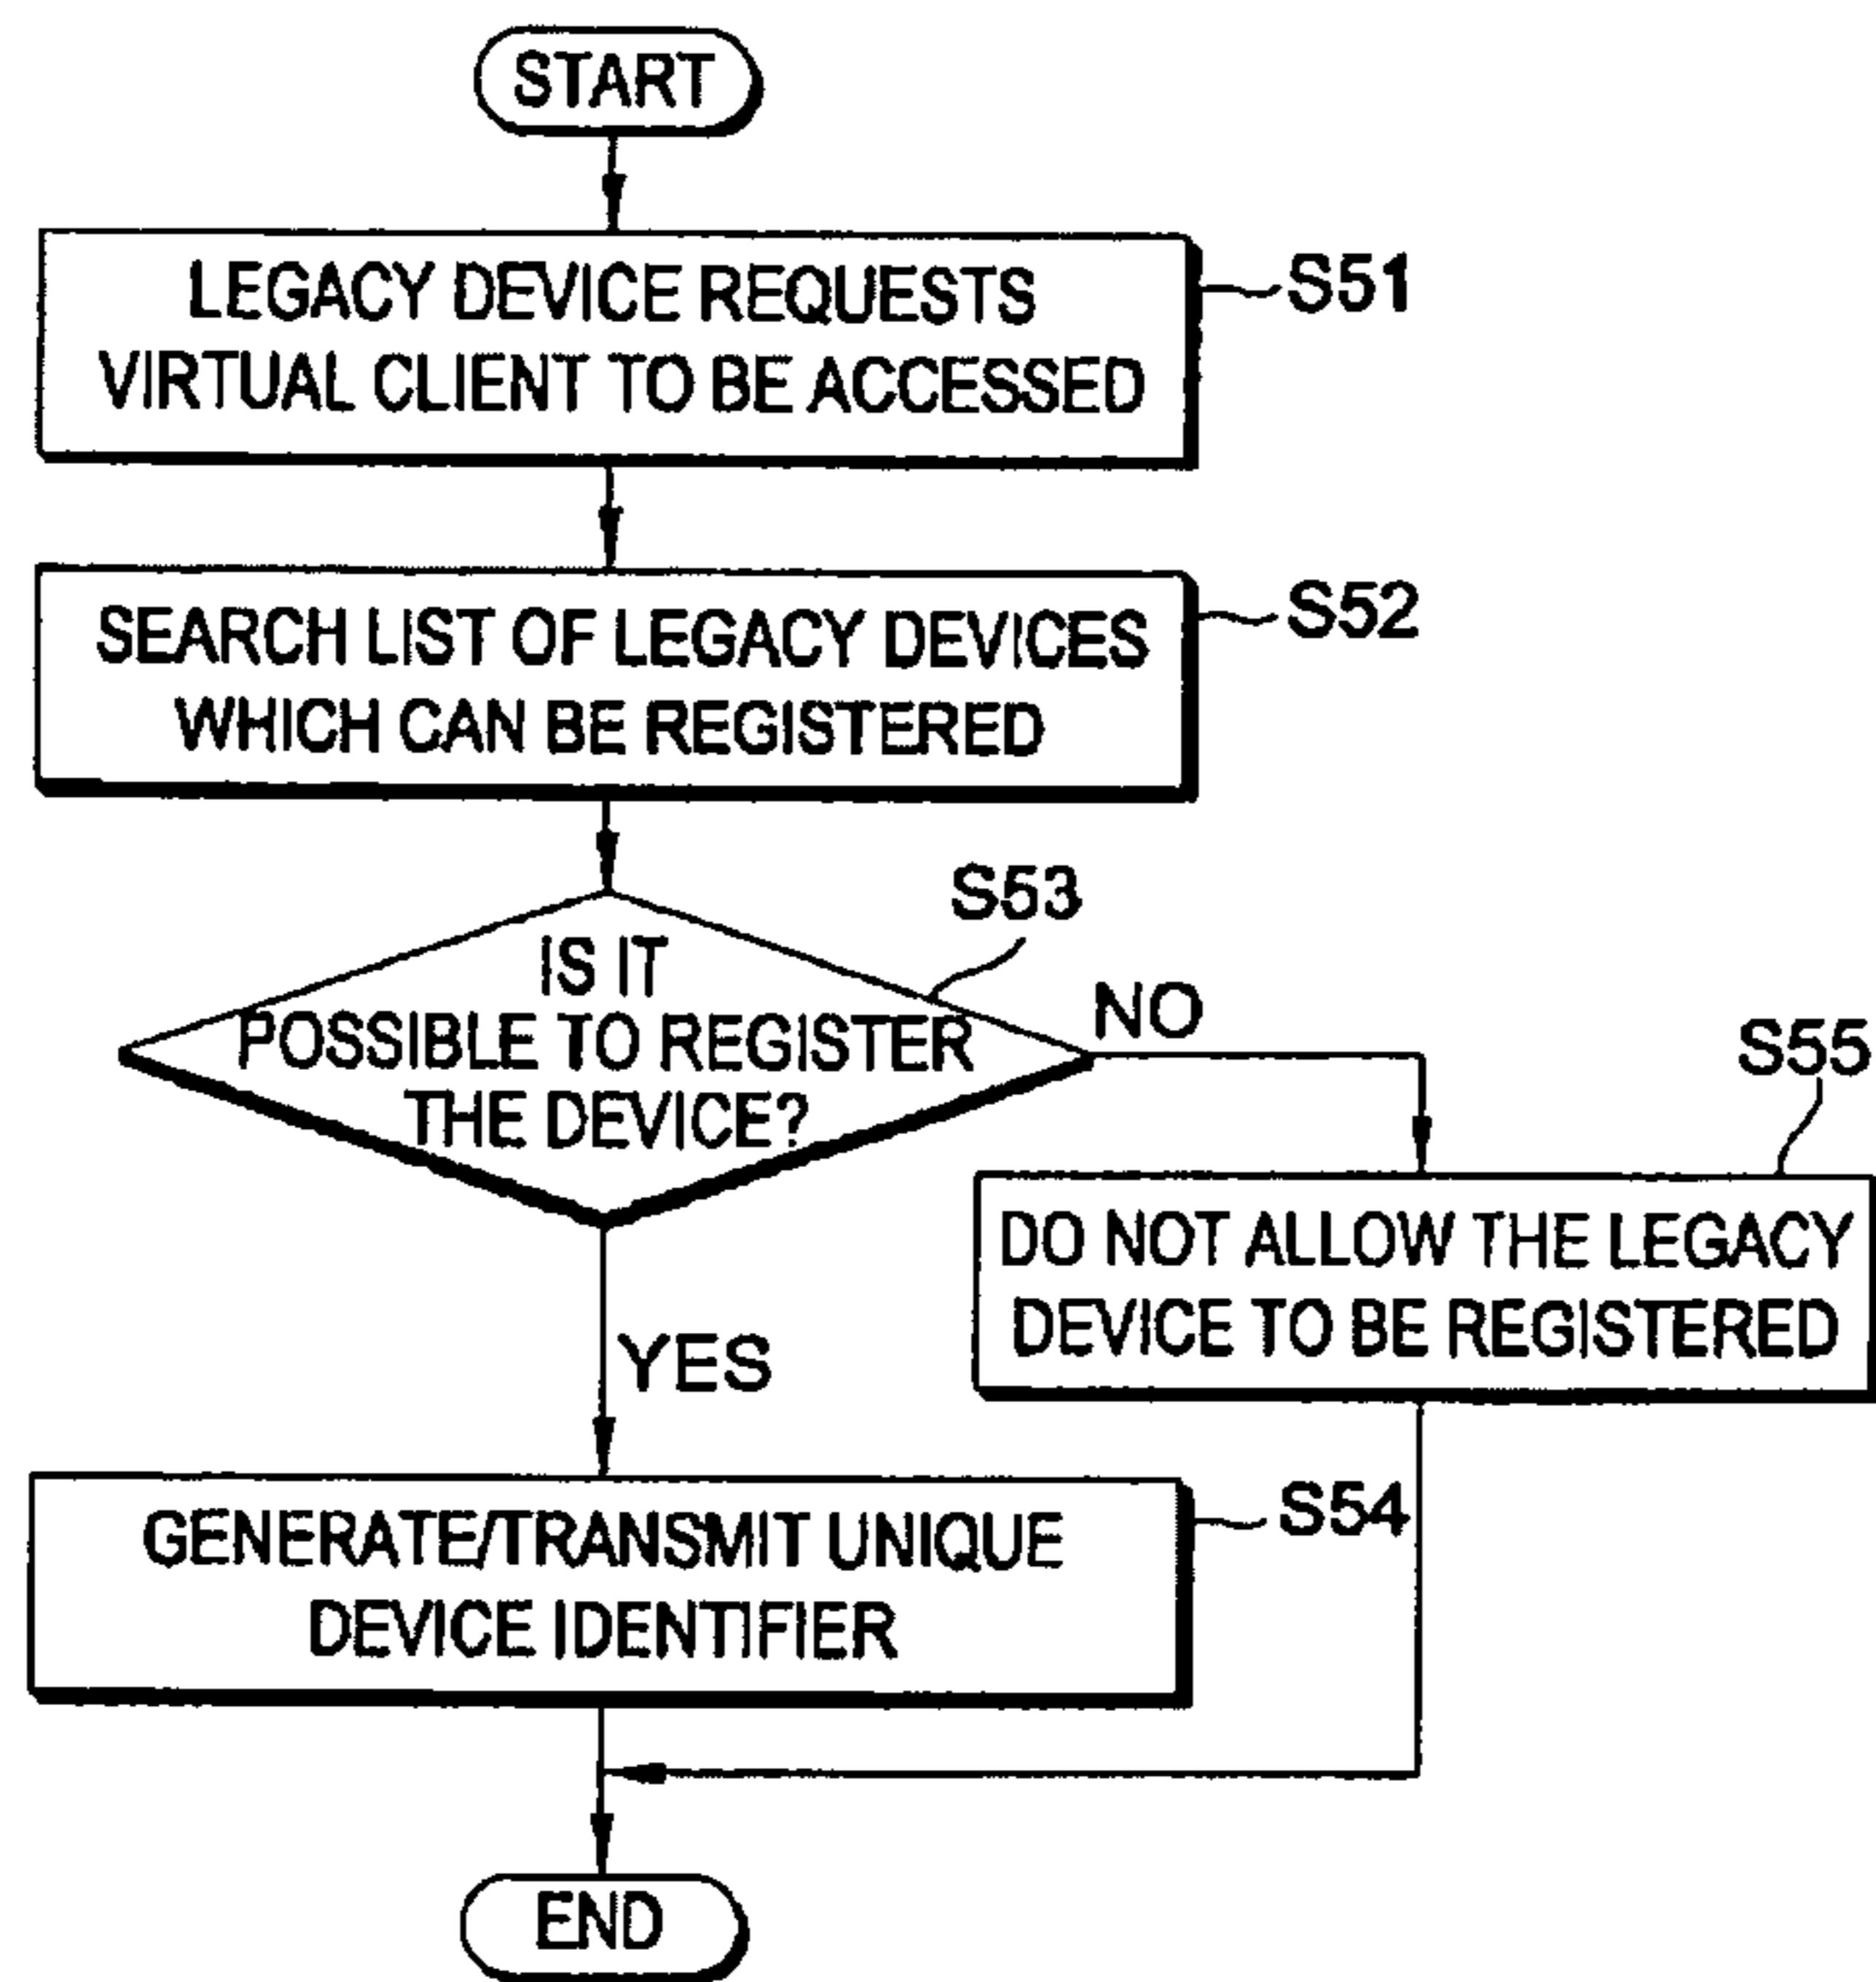 START
LEGACY DEVICE REQUESTS
VIRTUAL CLIENT TO BE ACCESSED
S51
SEARCH LIST OF LEGACY DEVICES
WHICH CAN BE REGISTERED
S52
S53
IS IT
POSSIBLE TO REGISTER
THE DEVICE?
NO
S55
DO NOT ALLOW THE LEGACY
DEVICE TO BE REGISTERED
YES
GENERATE/TRANSMIT UNIQUE
DEVICE IDENTIFIER
S54
END